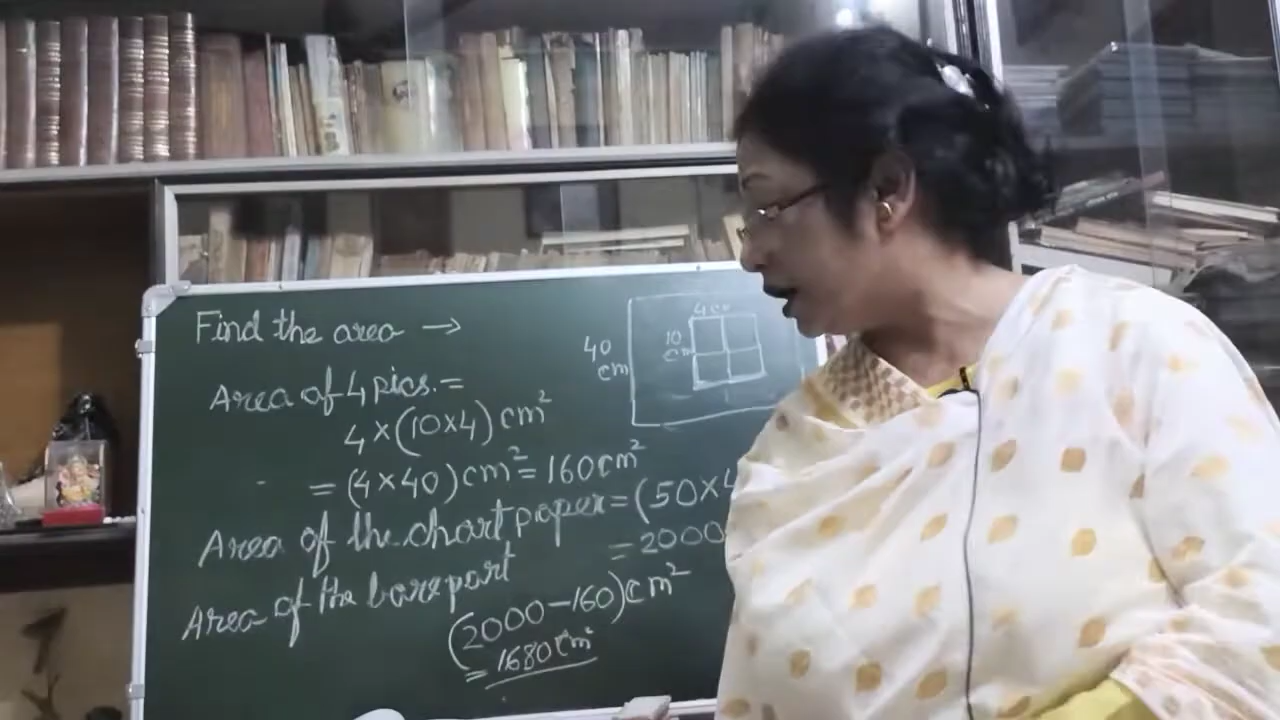 Find the area →
Area of 4 pics. =
4×(10×4) cm²
= (4×40) cm² = 160 cm²
Area of the chart paper = (50×4
= 2000
Area of the bare part
(2000-160) cm²
= 1680 cm²
40
cm
4 cm
10
cm